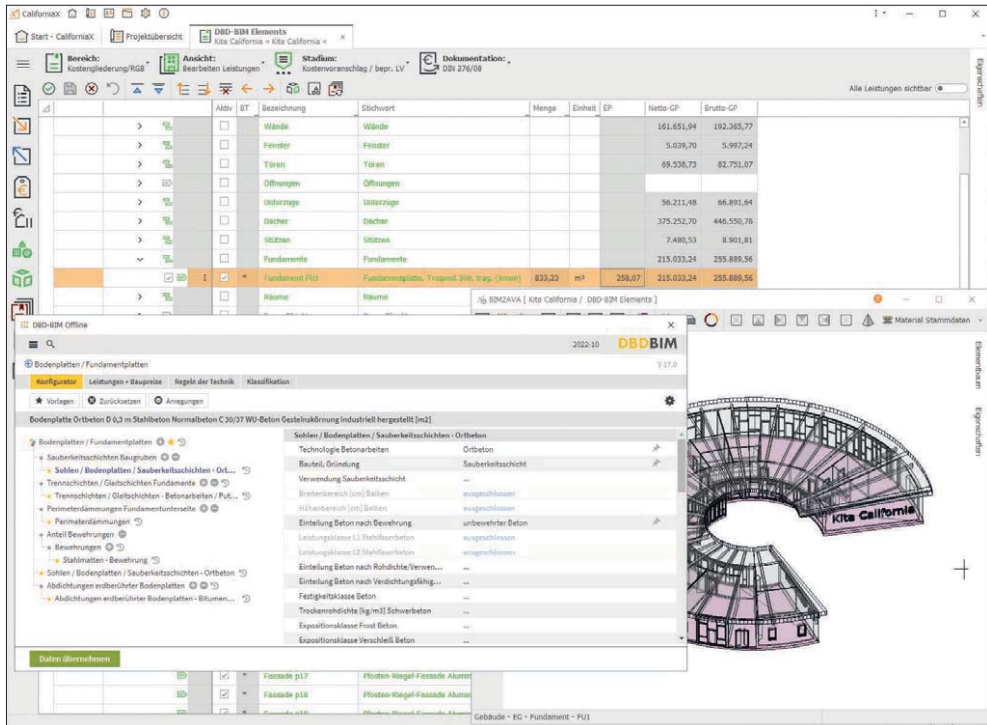 CaliforniaX
Start - CaliforniaX
Projektübersicht
DBD-BIM Elements
Kita California « Kita California «
Bereich:
Kostengliederung/RGB
Ansicht:
Bearbeiten Leistungen
Stadium:
Kostenvoranschlag / bepr. LV
Dokumentation:
DIN 276/08
Eigenschaften
Alle Leistungen sichtbar
Aktiv BT Bezeichnung Stichwort Menge Einheit EP Netto-GP Brutto-GP
Wände Wände 161.651,94 192.365,77
Fenster Fenster 5.039,70 5.997,24
Türen Türen 69.538,73 82.751,07
Öffnungen Öffnungen
Unterzüge Unterzüge 56.211,48 66.891,64
Dächer Dächer 375.252,70 446.550,78
Stützen Stützen 7.480,53 8.901,81
Fundamente Fundamente 215.033,24 255.889,56
Fundament FU1 Fundamentplatte, 833,23 m³ 258,07 215.033,24 255.889,56
Räume Räume
BIM2AVA [ Kita California / DBD-BIM Elements ]
Material Stammdaten
Elementbaum
Eigenschaften
Kita California
DBD-BIM Offline
2022-10 DBDBIM
Bodenplatten / Fundamentplatten
V 17.0
Konfigurator Leistungen + Baupreise Regeln der Technik Klassifikation
Vorlagen Zurücksetzen Anregungen
Bodenplatte Ortbeton D 0,3 m Stahlbeton Normalbeton C 30/37 WU-Beton Gesteinskörnung industriell hergestellt [m2]
Bodenplatten / Fundamentplatten
Sauberkeitsschichten Baugruben
Sohlen / Bodenplatten / Sauberkeitsschichten - Ort...
Trennschichten / Gleitschichten Fundamente
Trennschichten / Gleitschichten - Betonarbeiten / Put...
Perimeterdämmungen Fundamentunterseite
Perimeterdämmungen
Anteil Bewehrungen
Bewehrungen
Stahlmatten - Bewehrung
Sohlen / Bodenplatten / Sauberkeitsschichten - Ortbeton
Abdichtungen erdberührter Bodenplatten
Abdichtungen erdberührter Bodenplatten - Bitumen...
Sohlen / Bodenplatten / Sauberkeitsschichten - Ortbeton
Technologie Betonarbeiten Ortbeton
Bauteil, Gründung Sauberkeitsschicht
Verwendung Sauberkeitsschicht ...
Breitenbereich [cm] Balken ausgeschlossen
Höhenbereich [cm] Balken ausgeschlossen
Einteilung Beton nach Bewehrung unbewehrter Beton
Leistungsklasse L1 Stahlfaserbeton ausgeschlossen
Leistungsklasse L2 Stahlfaserbeton ausgeschlossen
Einteilung Beton nach Rohdichte/Verwen... ...
Einteilung Beton nach Verdichtungsfähig... ...
Festigkeitsklasse Beton ...
Trockenrohdichte [kg/m3] Schwerbeton ...
Expositionsklasse Frost Beton ...
Expositionsklasse Verschleiß Beton ...
Daten übernehmen
Fassade p17
Fassade p18 Pfosten-Riegel-Fassade
Gebäude - EG - Fundament - FU1